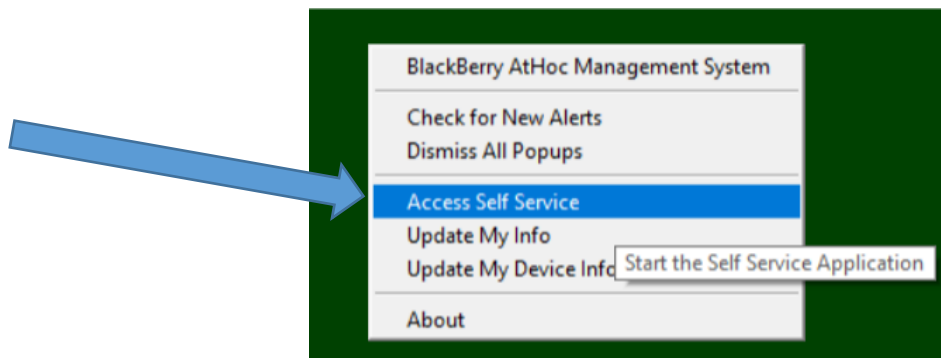 BlackBerry AtHoc Management System
Check for New Alerts
Dismiss All Popups
Access Self Service
Update My Info
Update My Device Info
Start the Self Service Application
About